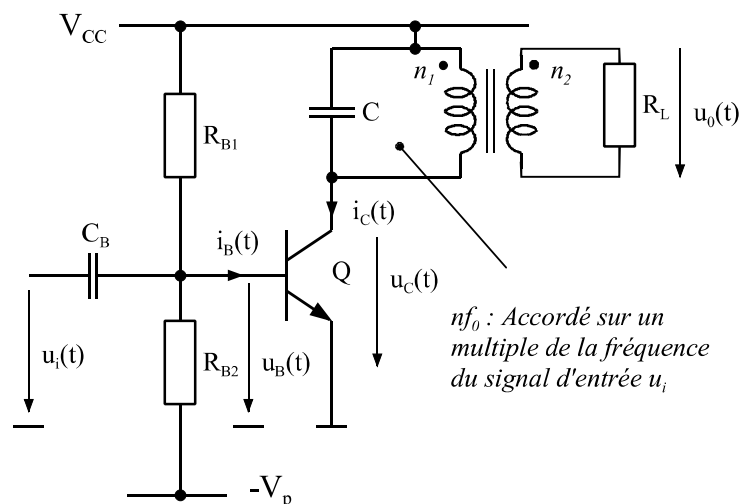 V_CC
n_1
n_2
R_L
u_0(t)
C
R_B1
C_B
i_B(t)
i_C(t)
Q
u_C(t)
u_i(t)
R_B2
u_B(t)
nf_0 : Accordé sur un
multiple de la fréquence
du signal d'entrée u_i
-V_p